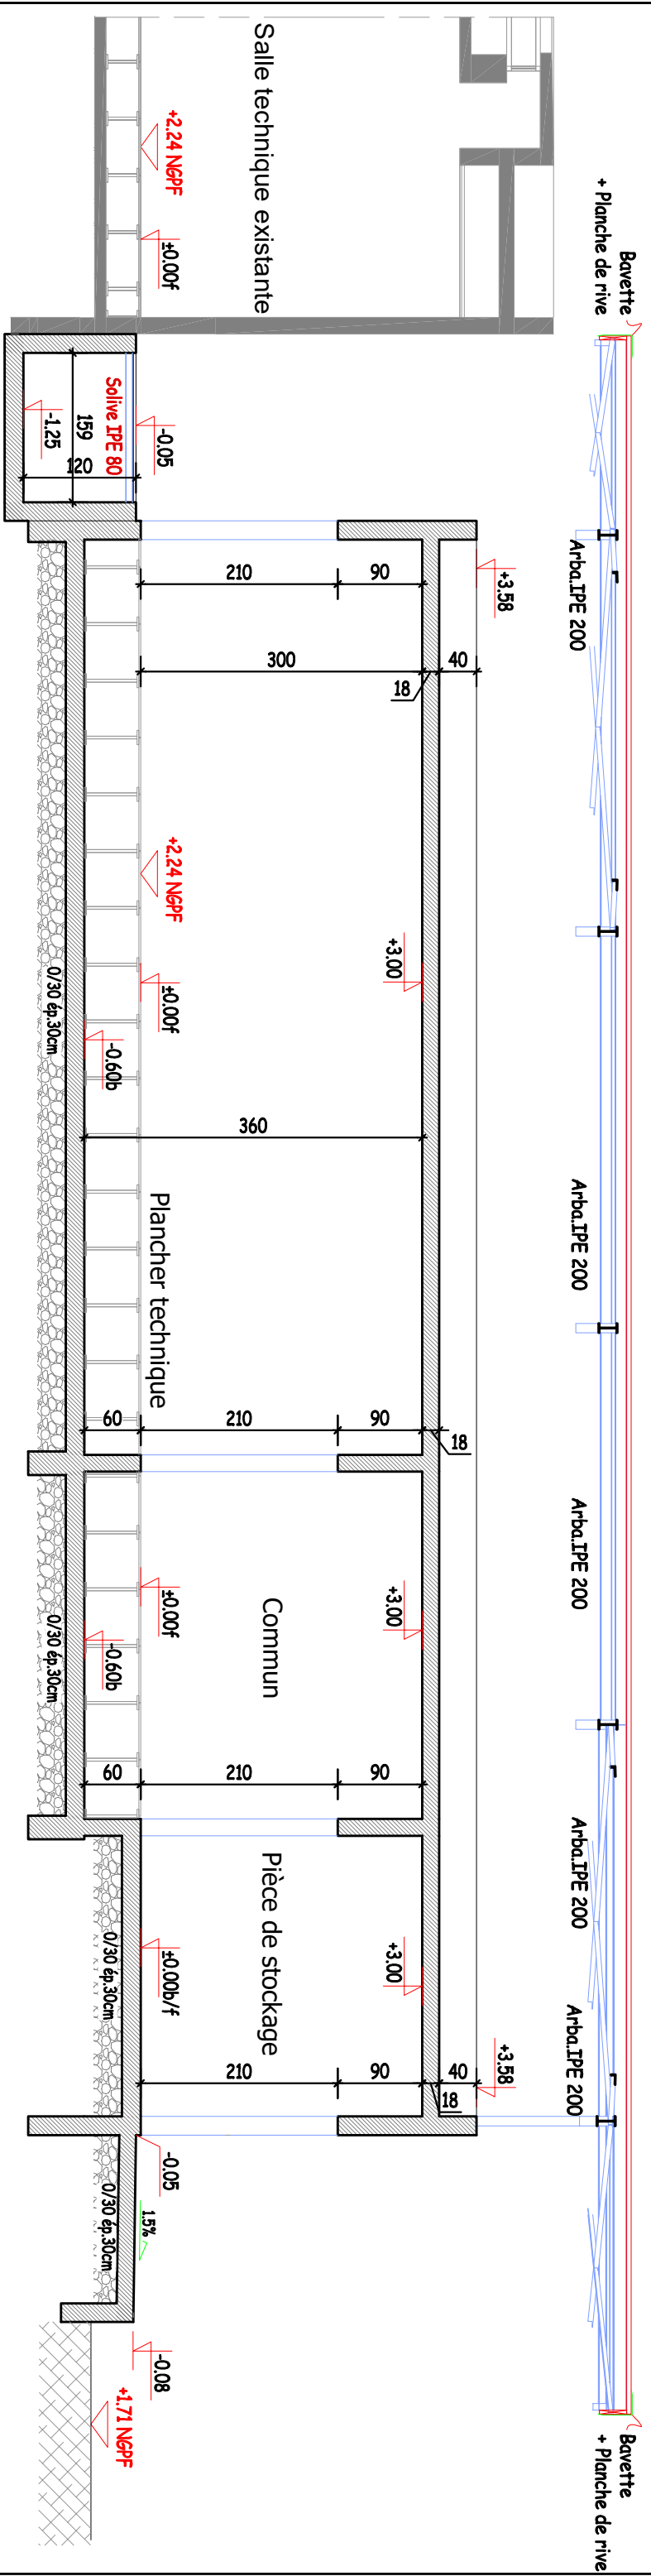 Bavette
+ Planche de rive
Arba.IPE 200
Arba.IPE 200
Arba.IPE 200
Arba.IPE 200
Arba.IPE 200
Bavette
+ Planche de rive
Salle technique existante
+2.24 NGPF
±0.00f
Solive IPE 80
-0.05
159
120
-1.25
+3.58
210
90
300
40
18
+2.24 NGPF
±0.00f
+3.00
-0.60b
0/30 ép.30cm
360
Plancher technique
60
210
90
18
Commun
±0.00f
+3.00
-0.60b
0/30 ép.30cm
60
210
90
Pièce de stockage
±0.00b/f
+3.00
0/30 ép.30cm
210
90
40
18
+3.58
-0.05
1.5%
0/30 ép.30cm
-0.08
+1.71 NGPF